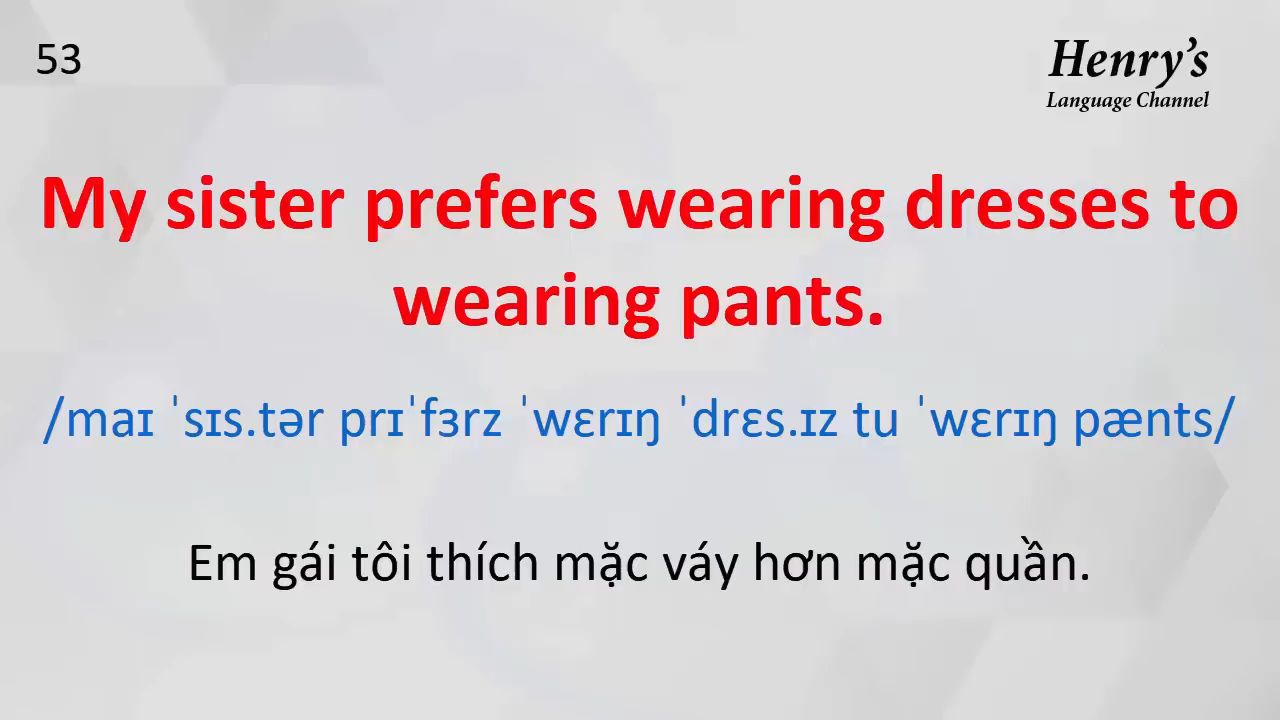 53
Henry’s
Language Channel
My sister prefers wearing dresses to
wearing pants.
/maɪ ˈsɪs.tər prɪˈfɜrz ˈwɛrɪŋ ˈdrɛs.ɪz tu ˈwɛrɪŋ pænts/
Em gái tôi thích mặc váy hơn mặc quần.